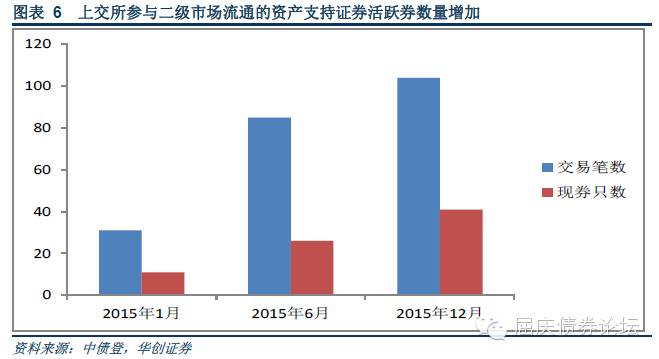 图表 6 上交所参与二级市场流通的资产支持证券活跃券数量增加
120
100
80
60
40
20
0
2015年1月
2015年6月
2015年12月
交易笔数
现券只数
屈庆债券论坛
资料来源：中债登，华创证券